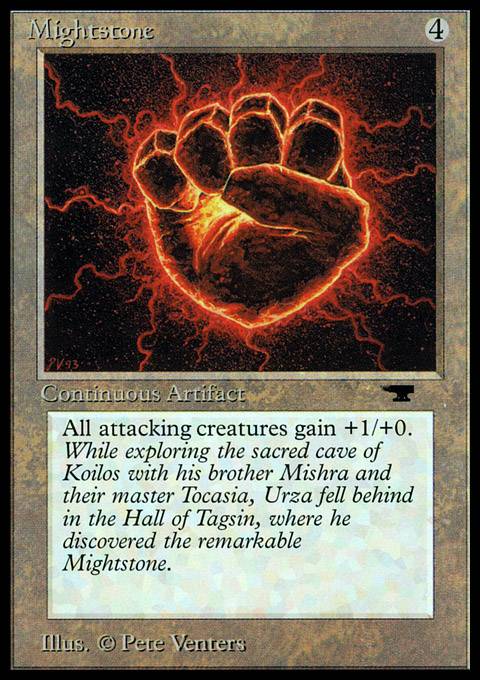 Mightstone 4
PV93
Continuous Artifact
All attacking creatures gain +1/+0.
While exploring the sacred cave of
Koilos with his brother Mishra and
their master Tocasia, Urza fell behind
in the Hall of Tagsin, where he
discovered the remarkable
Mightstone.
Illus. © Pete Venters